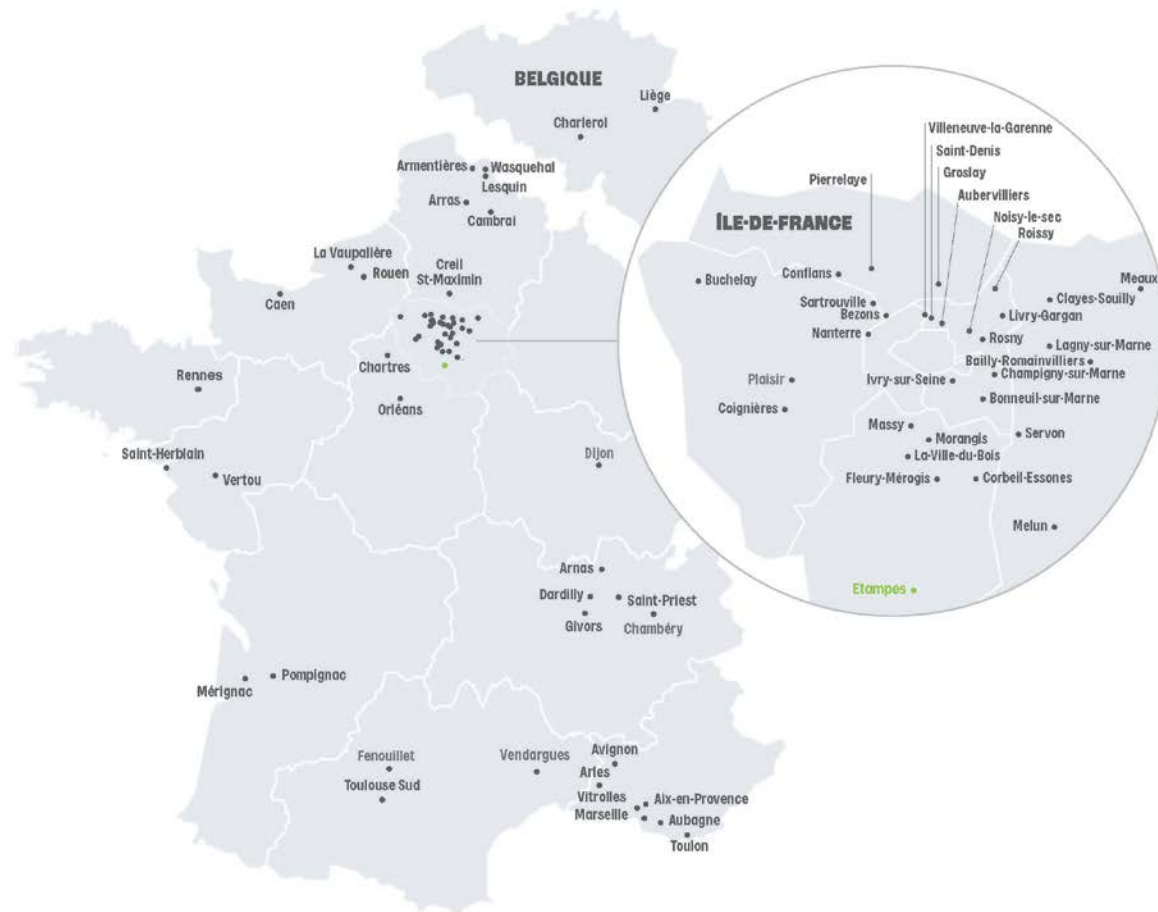 BELGIQUE
Liège
Charleroi
Armentières
Wasquehal
Lesquin
Arras
Cambrai
La Vaupalière
Rouen
Creil
St-Maximin
Caen
Chartres
Orléans
Rennes
Saint-Herblain
Vertou
Dijon
Arnas
Dardilly
Saint-Priest
Givors
Chambéry
Pompignac
Mérignac
Fenouillet
Toulouse Sud
Vendargues
Avignon
Arles
Vitrolles
Aix-en-Provence
Marseille
Aubagne
Toulon
ÎLE-DE-FRANCE
Villeneuve-la-Garenne
Saint-Denis
Groslay
Pierrelaye
Aubervilliers
Noisy-le-sec
Roissy
Buchelay
Conflans
Meaux
Clayes-Souilly
Sartrouville
Bezons
Livry-Gargan
Nanterre
Rosny
Lagny-sur-Marne
Bailly-Romainvilliers
Champigny-sur-Marne
Plaisir
Ivry-sur-Seine
Bonneuil-sur-Marne
Coignières
Massy
Morangis
Servon
La-Ville-du-Bois
Fleury-Mérogis
Corbeil-Essones
Melun
Etampes